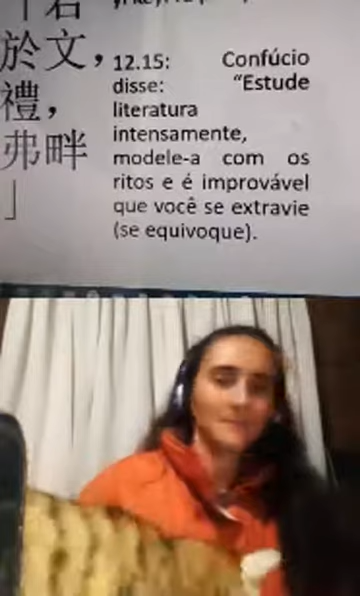 於文，
禮，
弗畔
」
12.15: Confúcio
disse: “Estude
literatura
intensamente,
modele-a com os
ritos e é improvável
que você se extravie
(se equivoque).